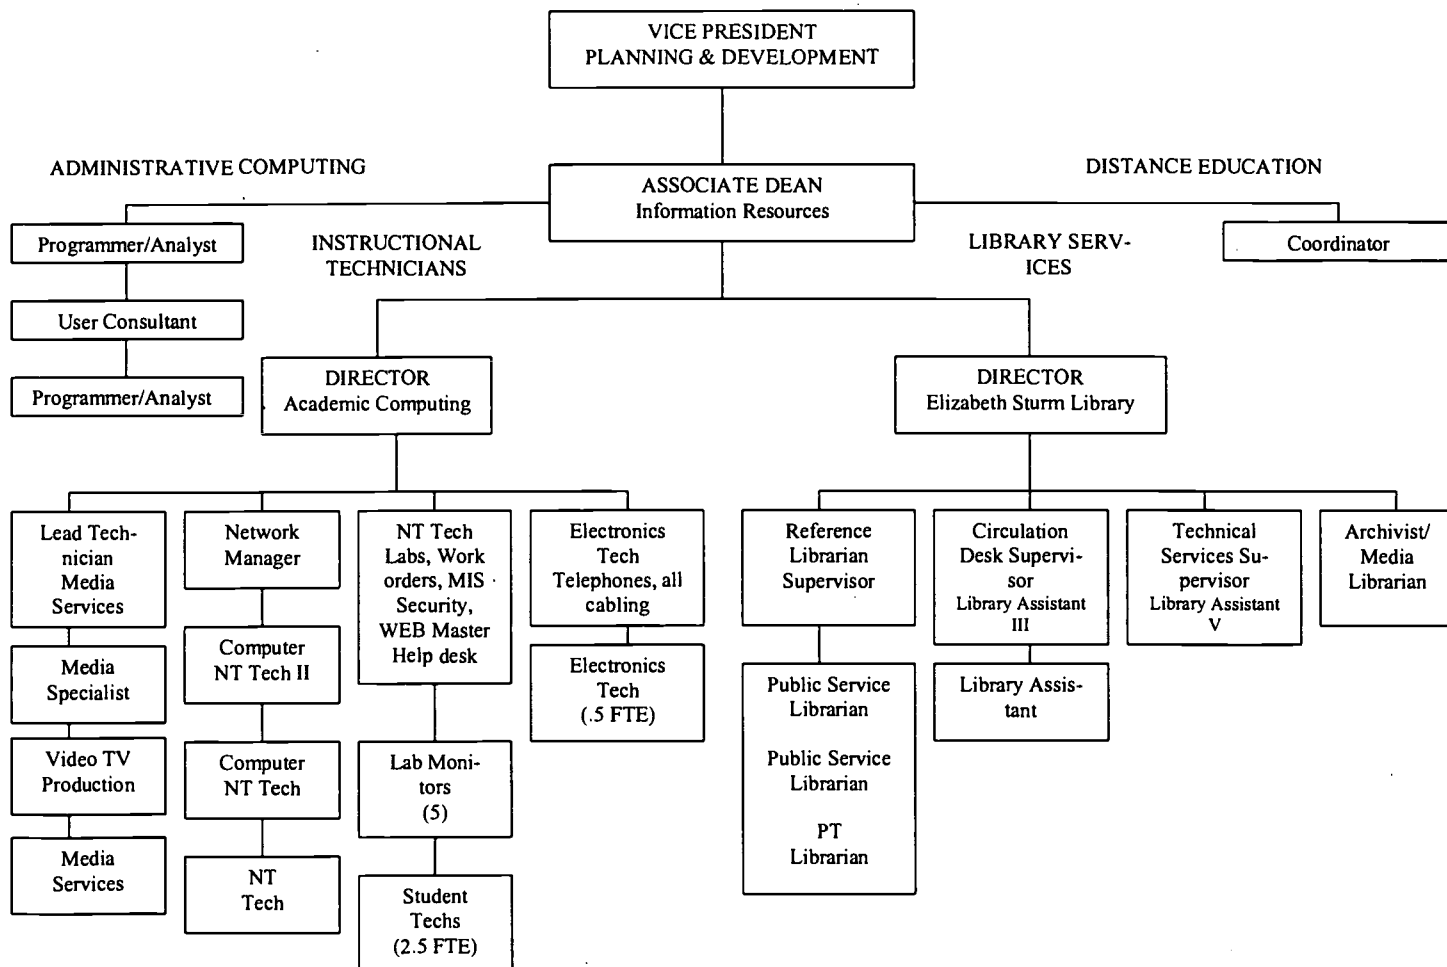 VICE PRESIDENT
PLANNING & DEVELOPMENT
ADMINISTRATIVE COMPUTING
DISTANCE EDUCATION
ASSOCIATE DEAN
Information Resources
Programmer/Analyst
INSTRUCTIONAL
TECHNICIANS
LIBRARY SERV-
ICES
Coordinator
User Consultant
Programmer/Analyst
DIRECTOR
Academic Computing
DIRECTOR
Elizabeth Sturm Library
Lead Tech-
nician
Media
Services
Media
Specialist
Video TV
Production
Media
Services
Network
Manager
Computer
NT Tech II
Computer
NT Tech
NT
Tech
NT Tech
Labs, Work
orders, MIS
Security,
WEB Master
Help desk
Lab Moni-
tors
(5)
Student
Techs
(2.5 FTE)
Electronics
Tech
Telephones, all
cabling
Electronics
Tech
(.5 FTE)
Reference
Librarian
Supervisor
Public Service
Librarian
Public Service
Librarian
PT
Librarian
Circulation
Desk Supervi-
sor
Library Assistant
III
Library Assis-
tant
Technical
Services Su-
pervisor
Library Assistant
V
Archivist/
Media
Librarian